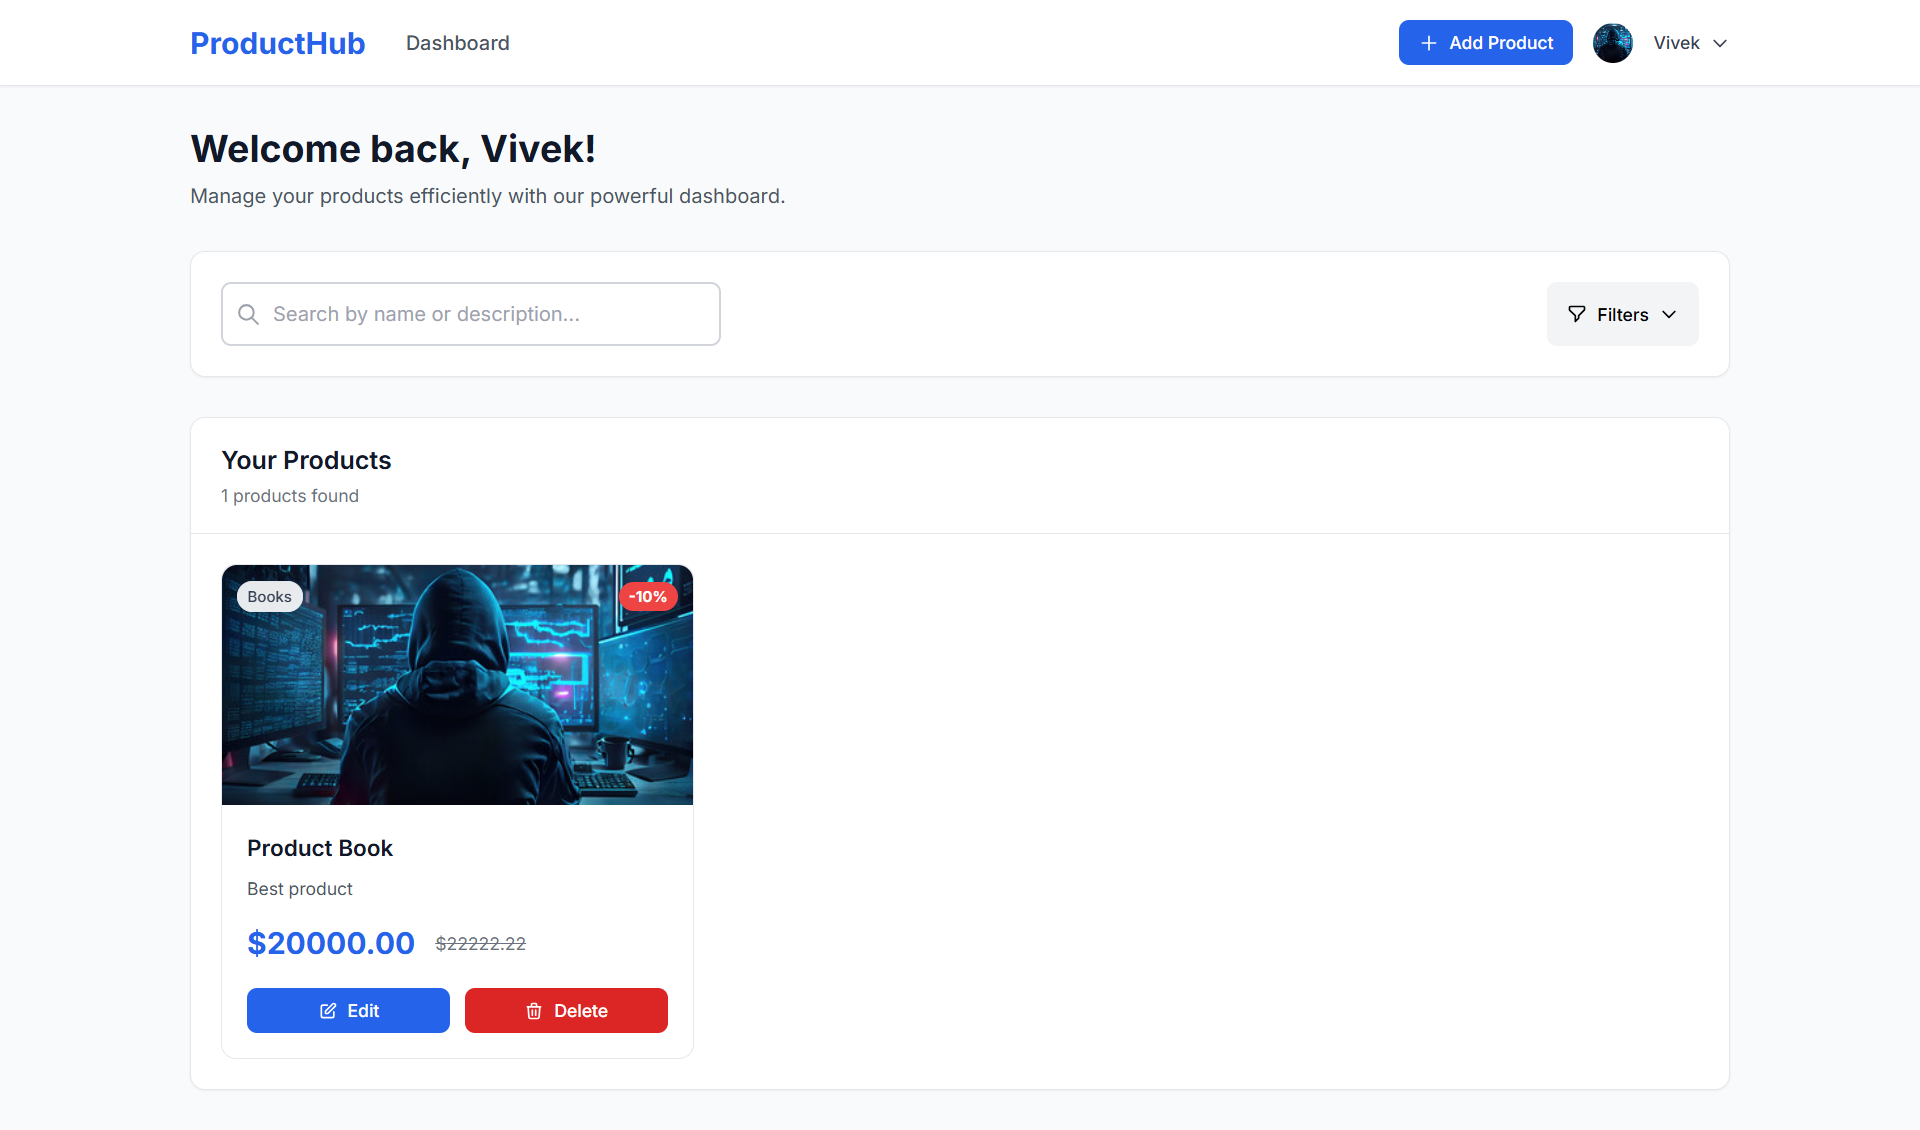 ProductHub
Dashboard
Add Product
Vivek
Welcome back, Vivek!
Manage your products efficiently with our powerful dashboard.
Search by name or description...
Filters
Your Products
1 products found
Books
-10%
Product Book
Best product
$20000.00 $22222.22
Edit
Delete